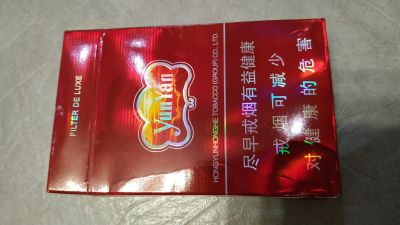 FILTER DE LUXE
YunYan
HONGYUNHONGHE TOBACCO (GROUP) CO., LTD.
尽早戒烟有益健康
戒烟可减少
对健康的危害